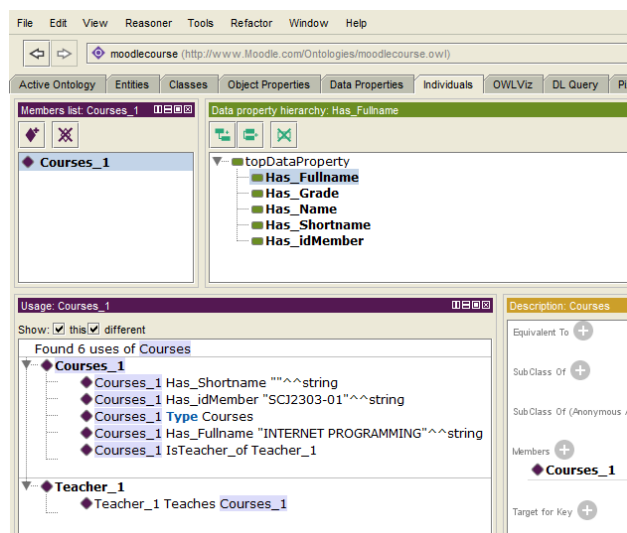 File Edit View Reasoner Tools Refactor Window Help
moodlecourse (http://www.Moodle.com/Ontologies/moodlecourse.owl)
Active Ontology Entities Classes Object Properties Data Properties Individuals OWLViz DL Query
Members list: Courses_1
Courses_1
Data property hierarchy: Has_Fullname
topDataProperty
Has_Fullname
Has_Grade
Has_Name
Has_Shortname
Has_idMember
Usage: Courses_1
Show: this different
Found 6 uses of Courses
Courses_1
Courses_1 Has_Shortname ""^^string
Courses_1 Has_idMember "SCJ2303-01"^^string
Courses_1 Type Courses
Courses_1 Has_Fullname "INTERNET PROGRAMMING"^^string
Courses_1 IsTeacher_of Teacher_1
Teacher_1
Teacher_1 Teaches Courses_1
Description: Courses
Equivalent To
SubClass Of
SubClass Of (Anonymous
Members
Courses_1
Target for Key